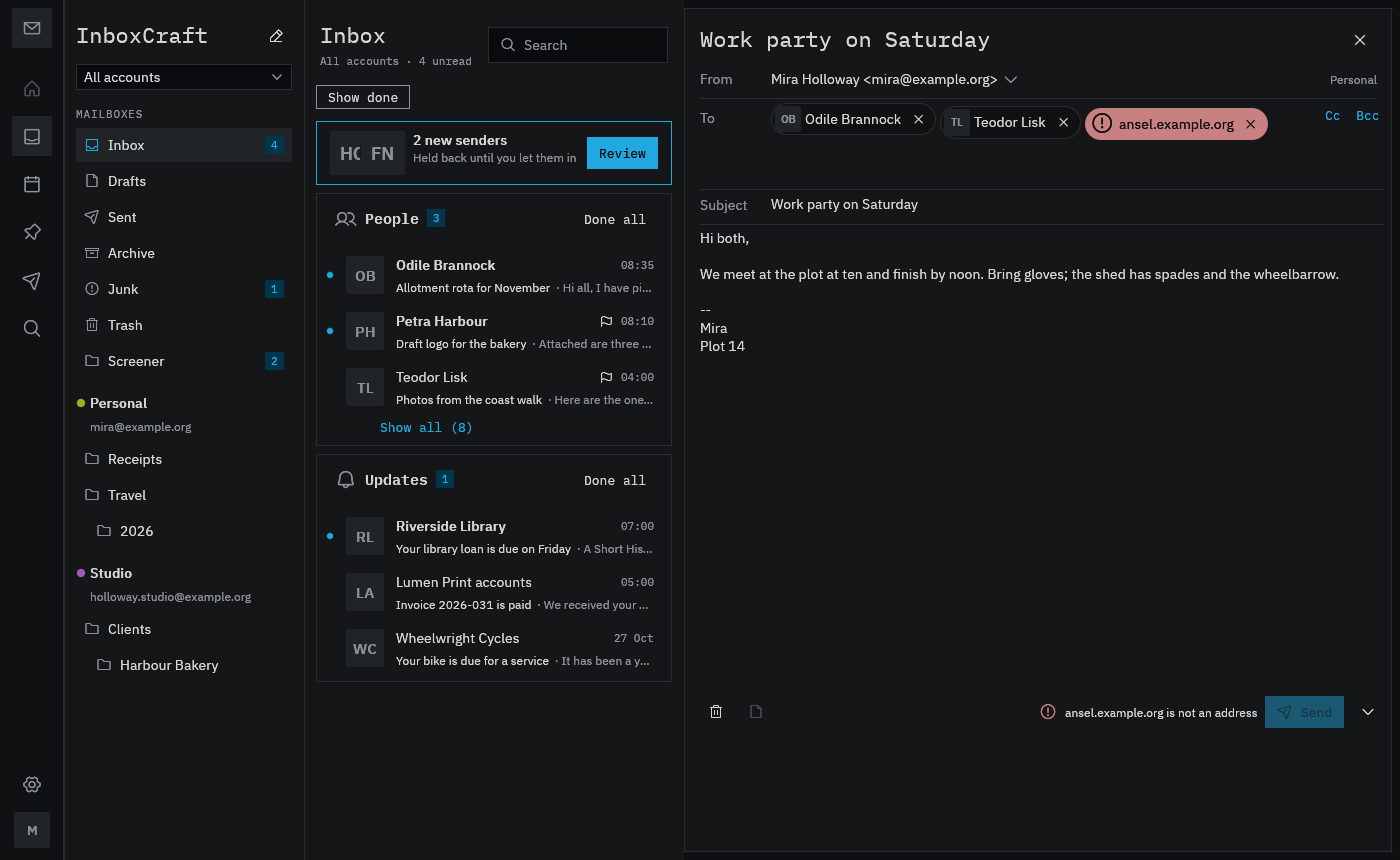 InboxCraft
All accounts
MAILBOXES
Inbox 4
Drafts
Sent
Archive
Junk 1
Trash
Screener 2
Personal
mira@example.org
Receipts
Travel
2026
Studio
holloway.studio@example.org
Clients
Harbour Bakery
M
Inbox
All accounts · 4 unread
Search
Show done
HC FN
2 new senders
Held back until you let them in
Review
People 3 Done all
OB Odile Brannock 08:35
Allotment rota for November · Hi all, I have pi…
PH Petra Harbour 08:10
Draft logo for the bakery · Attached are three …
TL Teodor Lisk 04:00
Photos from the coast walk · Here are the one…
Show all (8)
Updates 1 Done all
RL Riverside Library 07:00
Your library loan is due on Friday · A Short His…
LA Lumen Print accounts 05:00
Invoice 2026-031 is paid · We received your …
WC Wheelwright Cycles 27 Oct
Your bike is due for a service · It has been a y…
Work party on Saturday
From Mira Holloway <mira@example.org> Personal
To OB Odile Brannock TL Teodor Lisk ansel.example.org Cc Bcc
Subject Work party on Saturday
Hi both,
We meet at the plot at ten and finish by noon. Bring gloves; the shed has spades and the wheelbarrow.
--
Mira
Plot 14
ansel.example.org is not an address Send